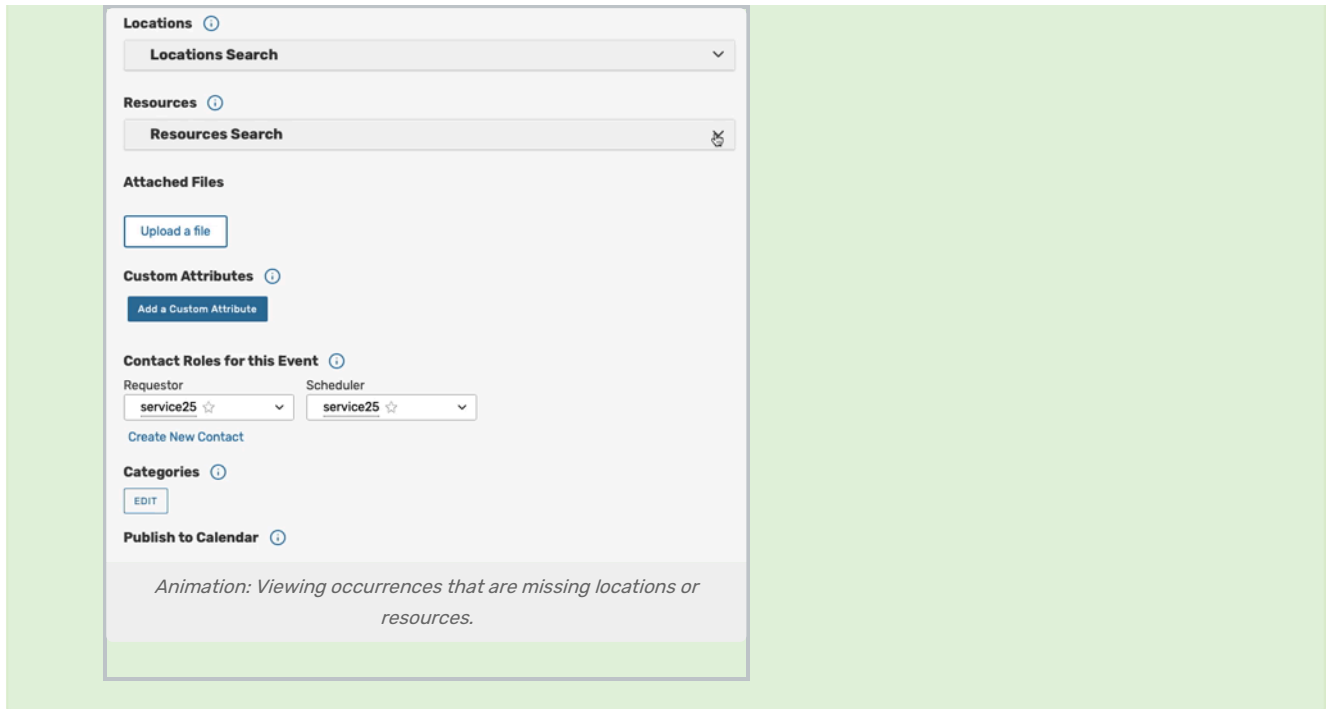 Locations
Locations Search
Resources
Resources Search
Attached Files
Upload a file
Custom Attributes
Add a Custom Attribute
Contact Roles for this Event
Requestor Scheduler
service25 service25
Create New Contact
Categories
EDIT
Publish to Calendar
Animation: Viewing occurrences that are missing locations or
resources.